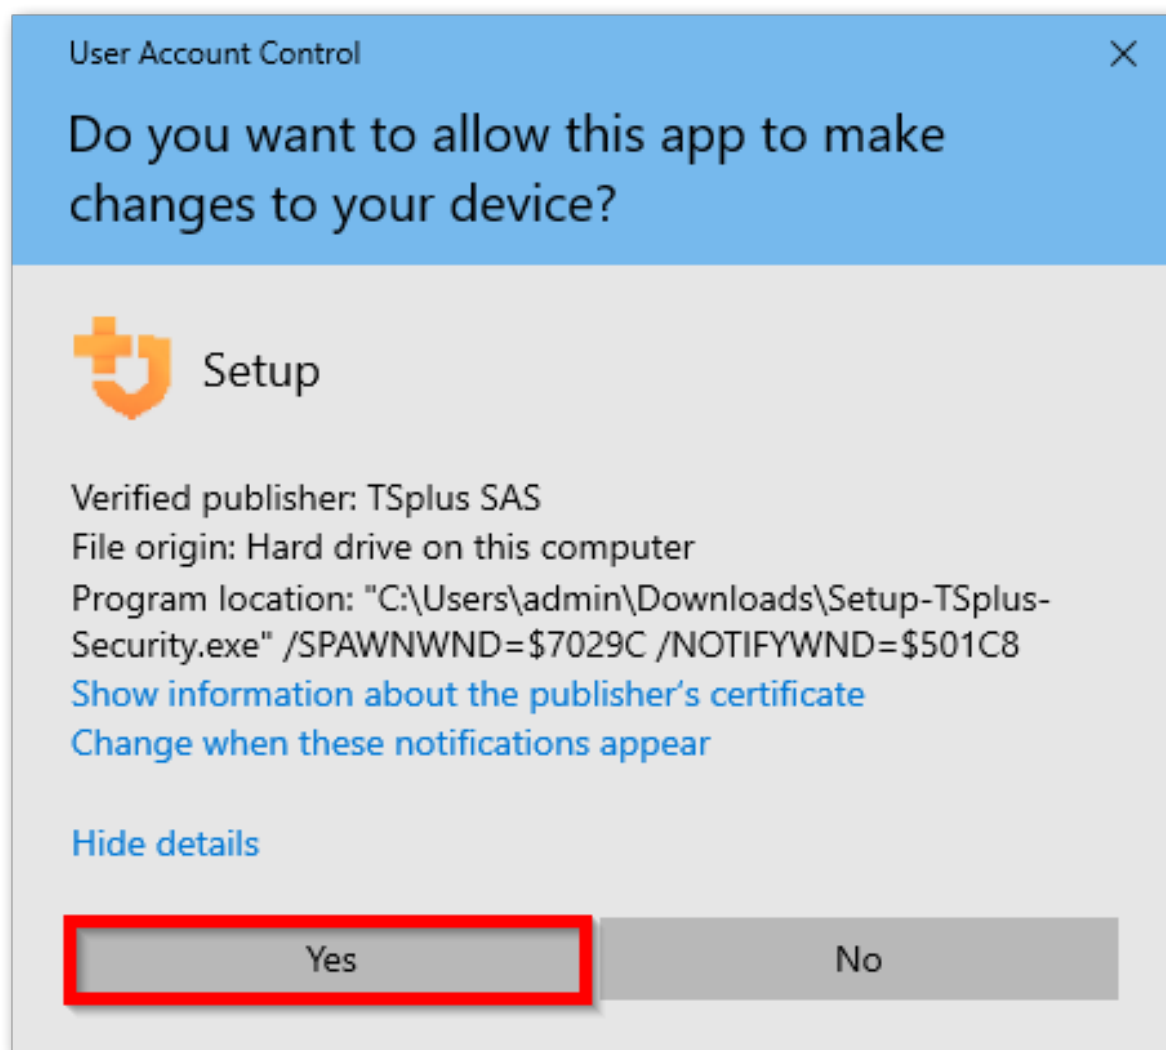 User Account Control
Do you want to allow this app to make
changes to your device?
Setup
Verified publisher: TSplus SAS
File origin: Hard drive on this computer
Program location: "C:\Users\admin\Downloads\Setup-TSplus-
Security.exe" /SPAWNWND=$7029C /NOTIFYWND=$501C8
Show information about the publisher's certificate
Change when these notifications appear
Hide details
Yes
No